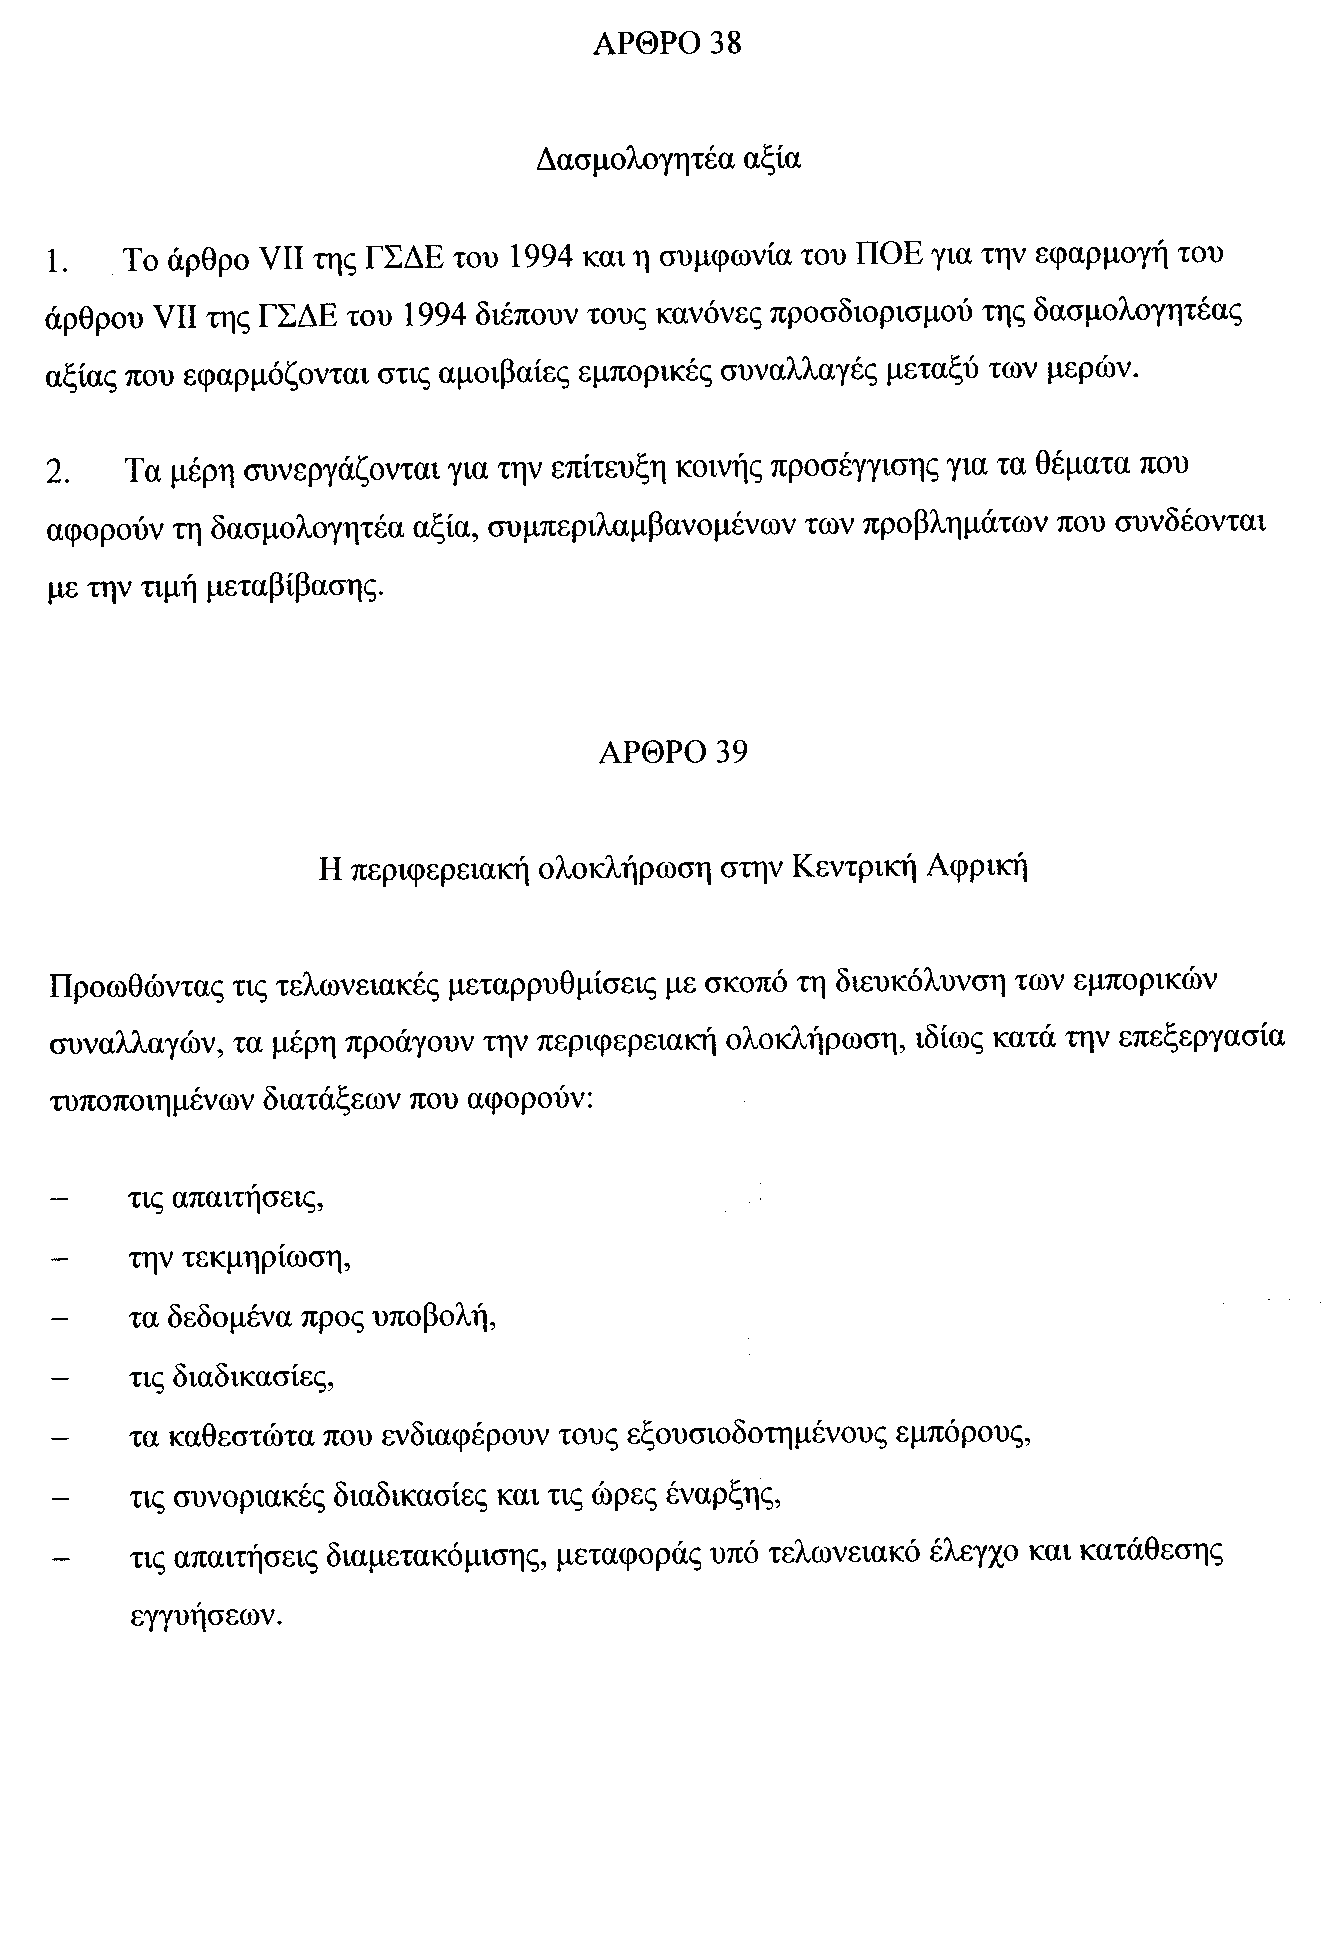 ΑΡΘΡΟ 38
Δασμολογητέα αξία
1. Το άρθρο VII της ΓΣΔΕ του 1994 και η συμφωνία του ΠΟΕ για την εφαρμογή του
άρθρου VII της ΓΣΔΕ του 1994 διέπουν τους κανόνες προσδιορισμού της δασμολογητέας
αξίας που εφαρμόζονται στις αμοιβαίες εμπορικές συναλλαγές μεταξύ των μερών.
2. Τα μέρη συνεργάζονται για την επίτευξη κοινής προσέγγισης για τα θέματα που
αφορούν τη δασμολογητέα αξία, συμπεριλαμβανομένων των προβλημάτων που συνδέονται
με την τιμή μεταβίβασης.
ΑΡΘΡΟ 39
Η περιφερειακή ολοκλήρωση στην Κεντρική Αφρική
Προωθώντας τις τελωνειακές μεταρρυθμίσεις με σκοπό τη διευκόλυνση των εμπορικών
συναλλαγών, τα μέρη προάγουν την περιφερειακή ολοκλήρωση, ιδίως κατά την επεξεργασία
τυποποιημένων διατάξεων που αφορούν:
– τις απαιτήσεις,
– την τεκμηρίωση,
– τα δεδομένα προς υποβολή,
– τις διαδικασίες,
– τα καθεστώτα που ενδιαφέρουν τους εξουσιοδοτημένους εμπόρους,
– τις συνοριακές διαδικασίες και τις ώρες έναρξης,
– τις απαιτήσεις διαμετακόμισης, μεταφοράς υπό τελωνειακό έλεγχο και κατάθεσης
εγγυήσεων.